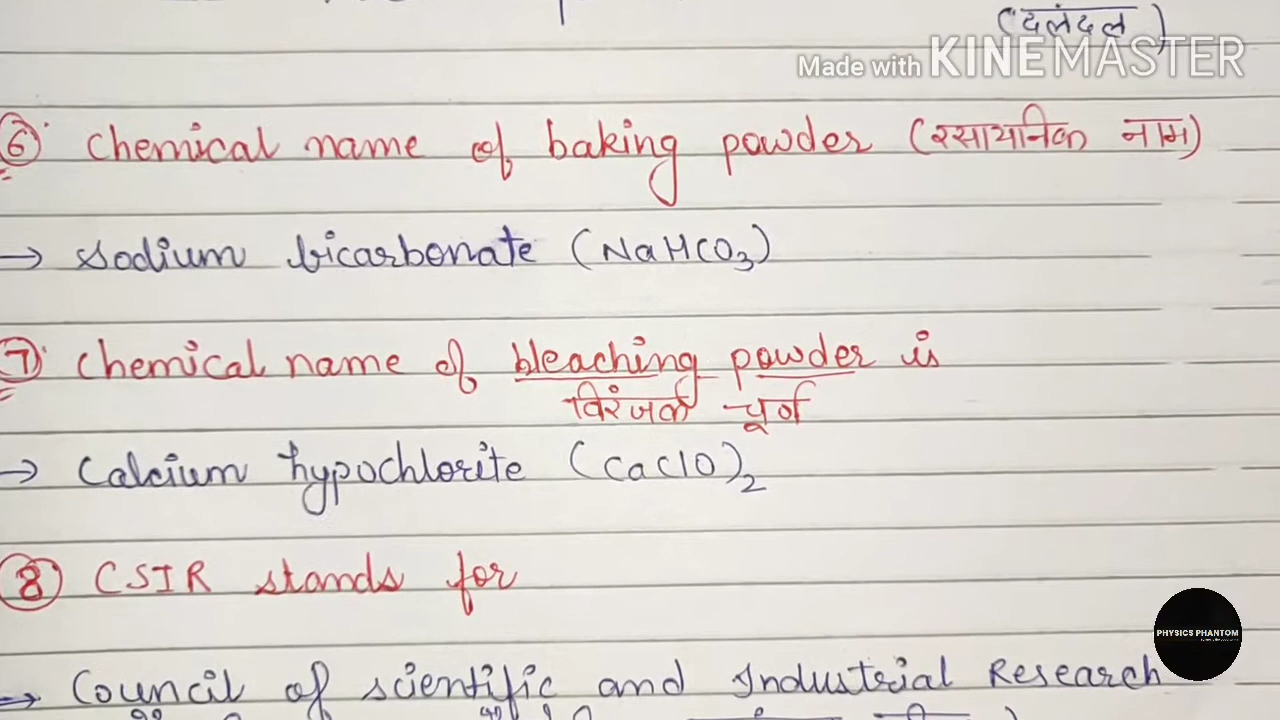 (दलदल)
Made with KINEMASTER
6 Chemical name of baking powder (रसायनिक नाम)
→ Sodium bicarbonate (NaHCO3)
7 Chemical name of bleaching powder is
विरंजक चूर्ण
→ Calcium hypochlorite (CaClO)2
8 CSIR stands for
PHYSICS PHANTOM
→ Council of scientific and Industrial Research